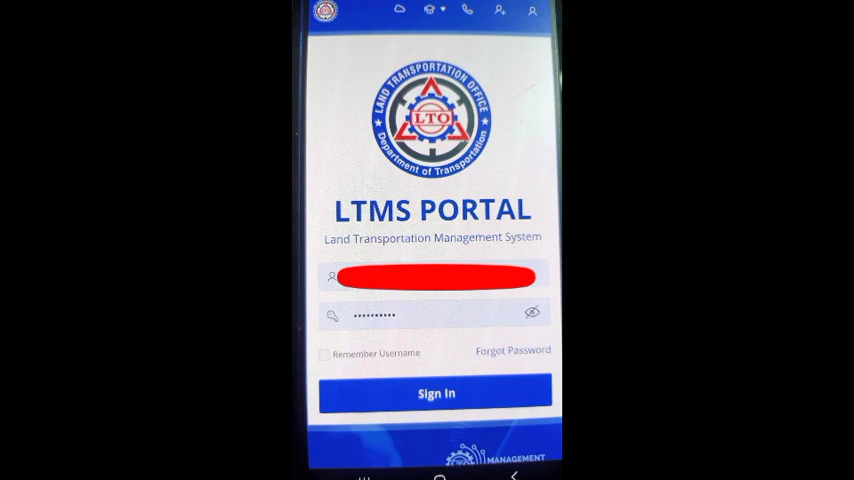 LAND TRANSPORTATION OFFICE
LTO
Department of Transportation
LTMS PORTAL
Land Transportation Management System
••••••••••
Remember Username
Forgot Password
Sign In
LTO
MANAGEMENT